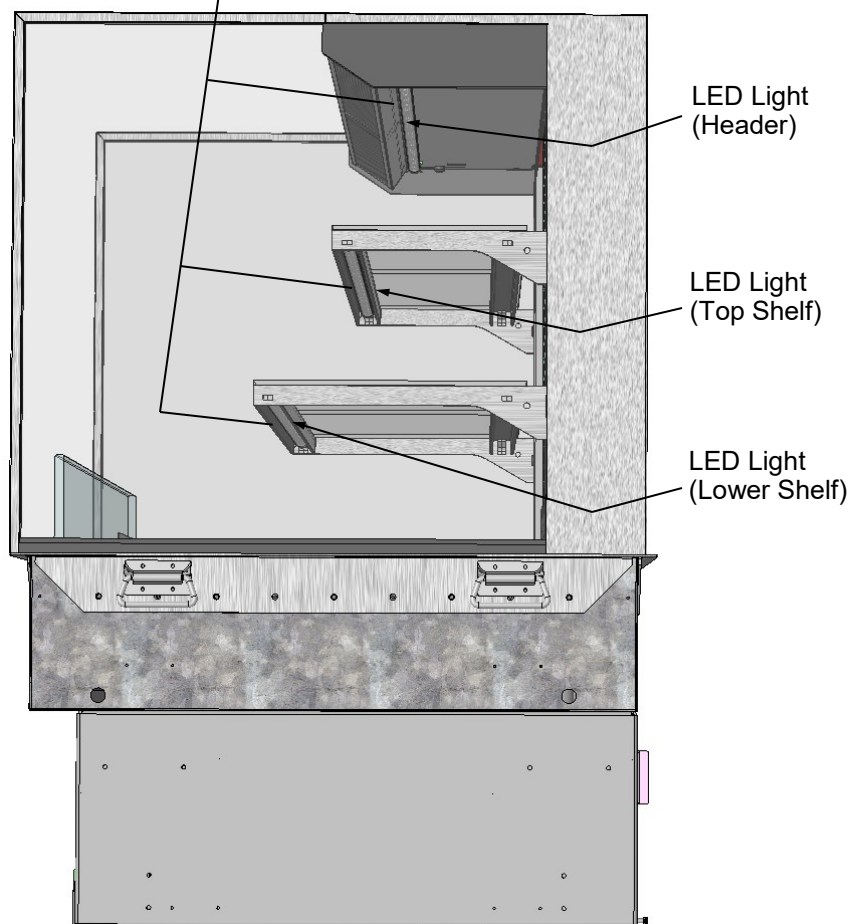 LED Light
(Header)
LED Light
(Top Shelf)
LED Light
(Lower Shelf)